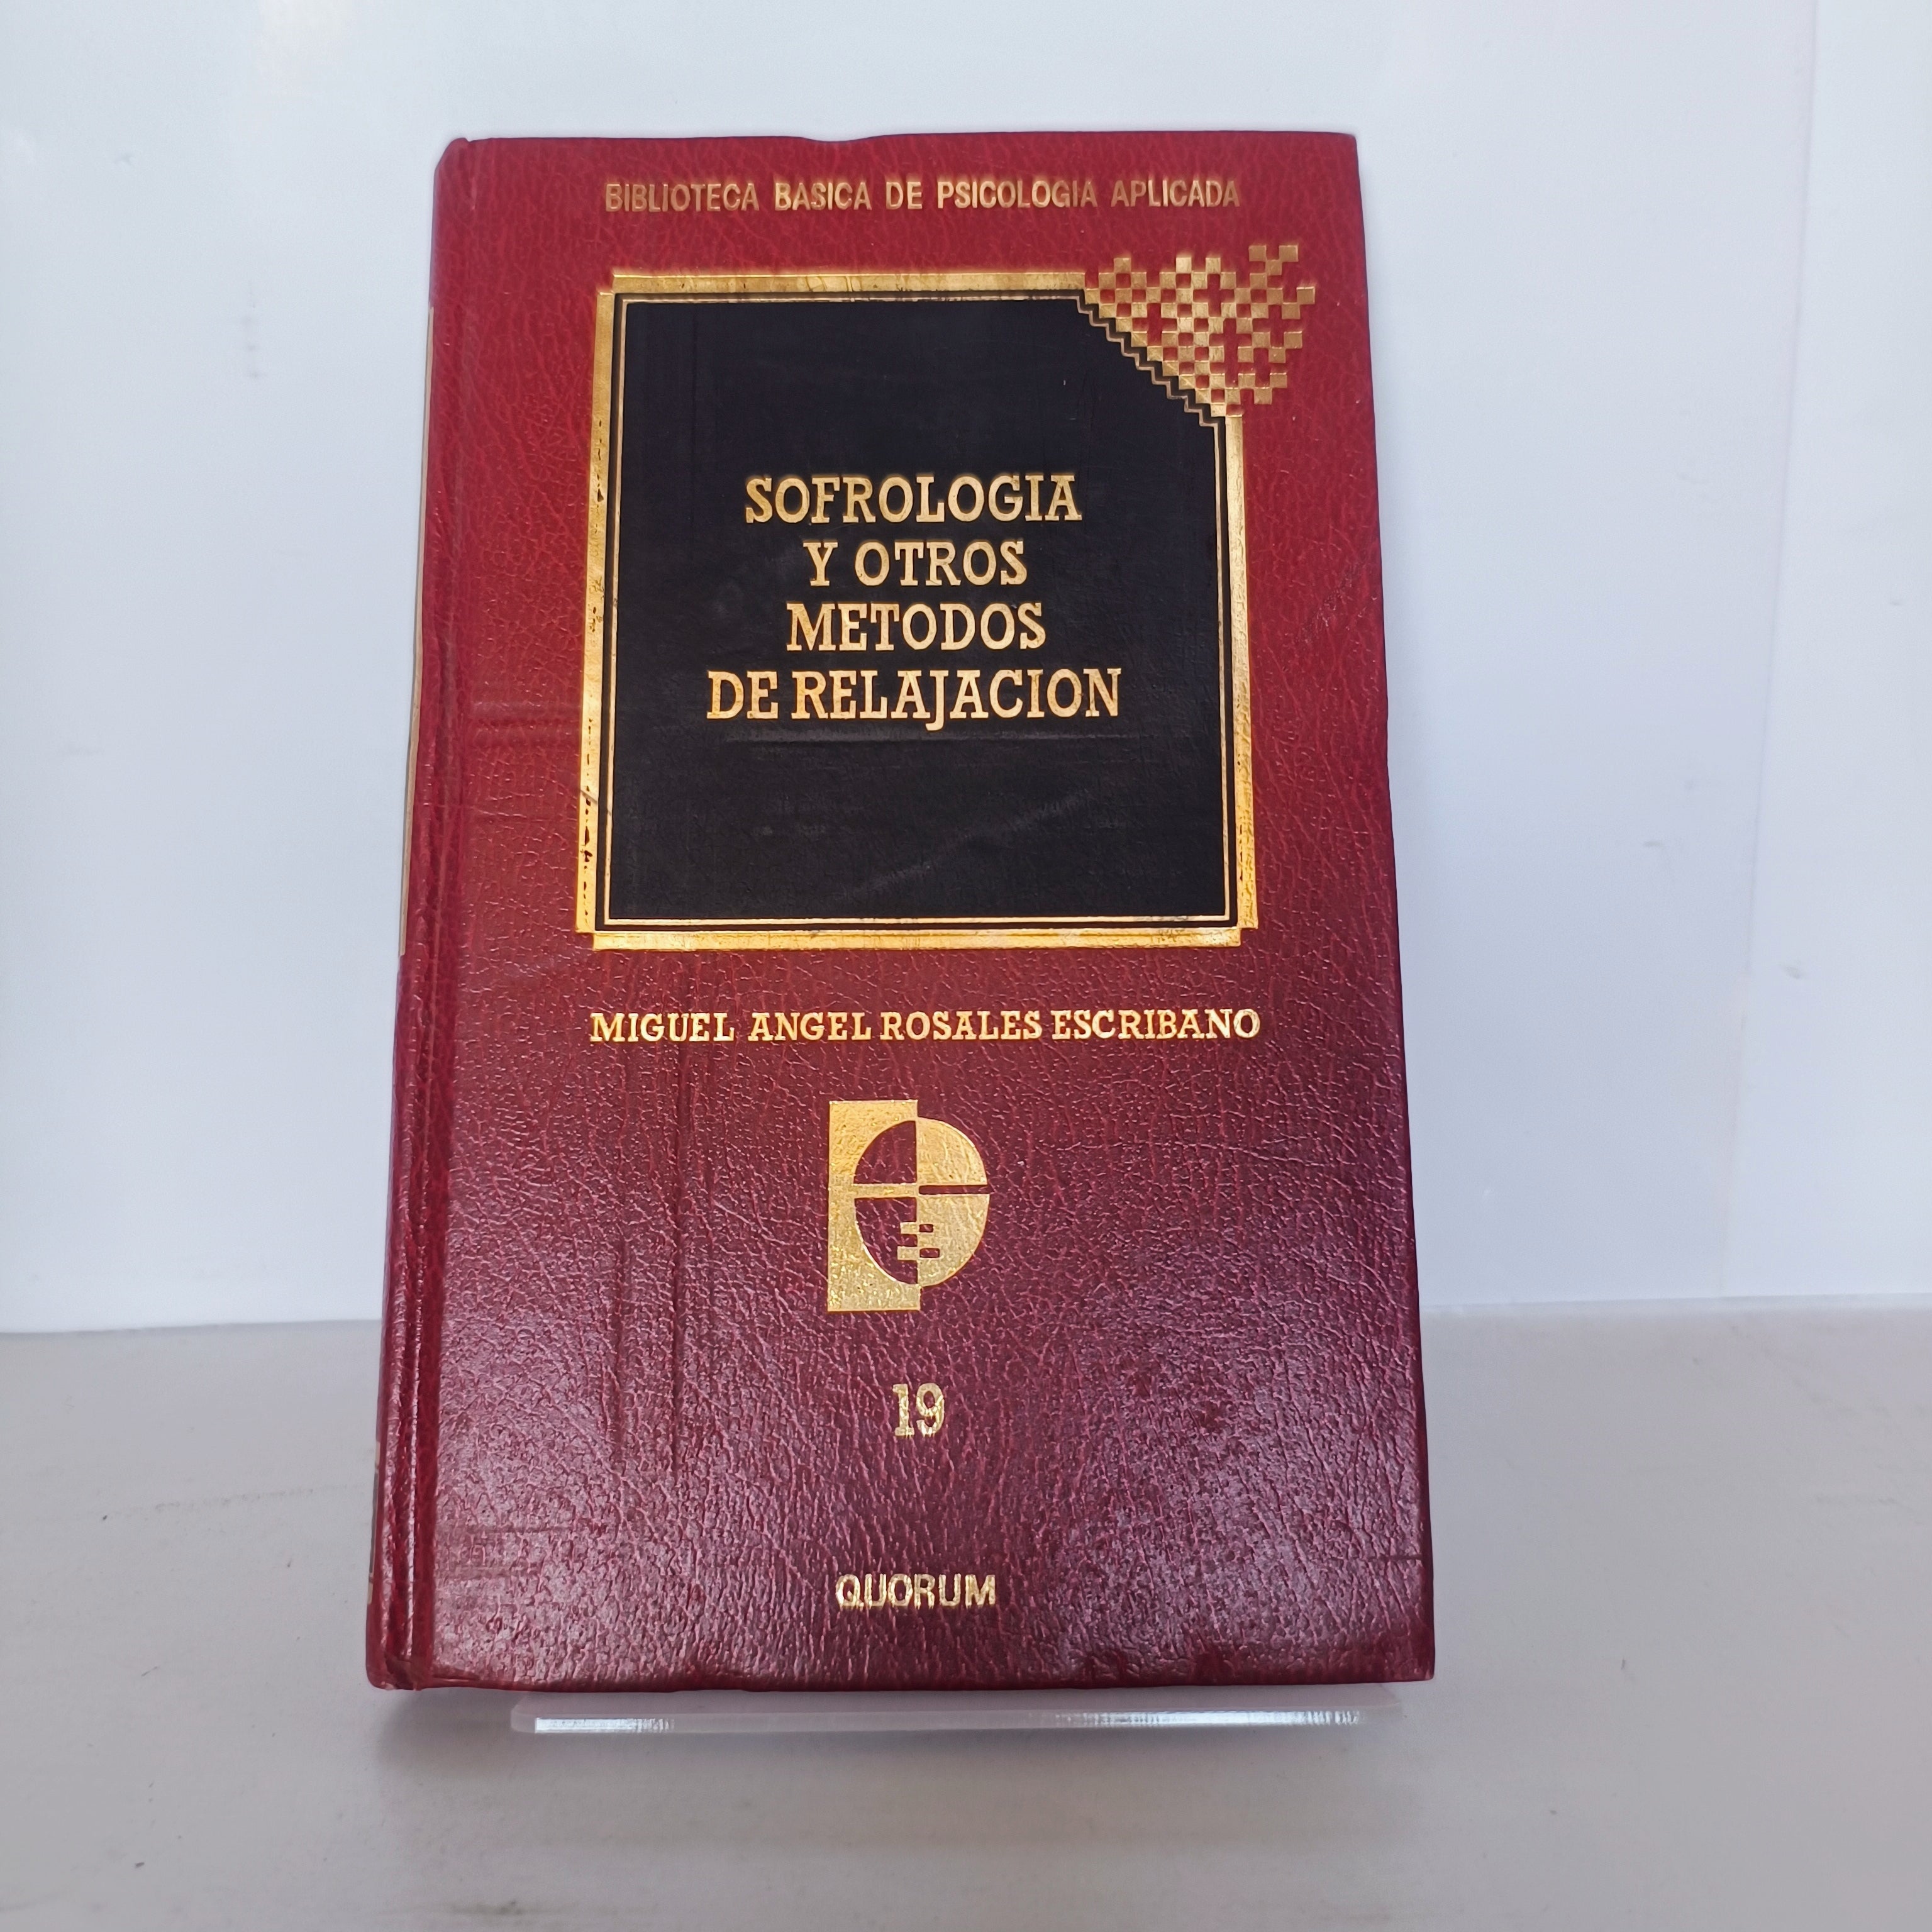 BIBLIOTECA BASICA DE PSICOLOGIA APLICADA
SOFROLOGIA
Y OTROS
METODOS
DE RELAJACION
MIGUEL ANGEL ROSALES ESCRIBANO
19
QUORUM